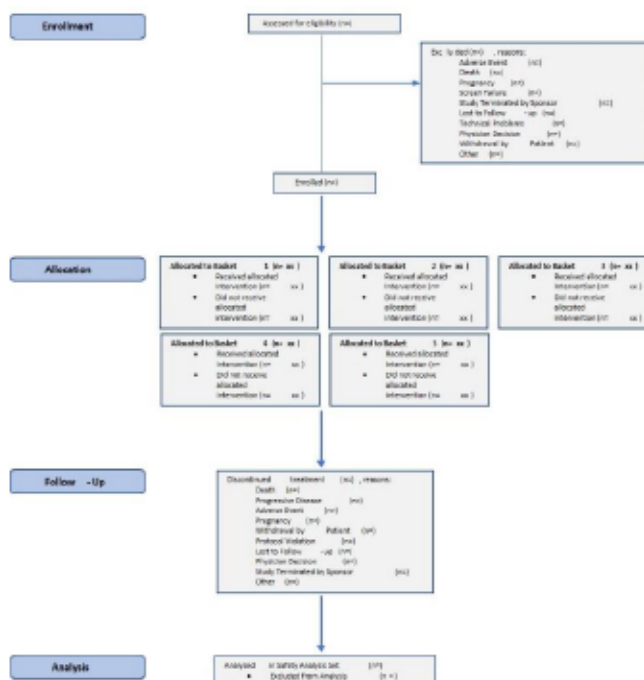 Enrollment
Assessed for eligibility (n=)
Excluded (n=) , reasons:
Adverse Event (n=)
Death (n=)
Pregnancy (n=)
Screen Failure (n=)
Study Terminated by Sponsor (n=)
Lost to Follow -up (n=)
Technical Problems (n=)
Physician Decision (n=)
Withdrawal by Patient (n=)
Other (n=)
Enrolled (n=)
Allocation
Allocated to Basket 1 (n= xx )
• Received allocated
intervention (n= xx )
• Did not receive
allocated
intervention (n= xx )
Allocated to Basket 2 (n= xx )
• Received allocated
intervention (n= xx )
• Did not receive
allocated
intervention (n= xx )
Allocated to Basket 3 (n= xx )
• Received allocated
intervention (n= xx )
• Did not receive
allocated
intervention (n= xx )
Allocated to Basket 4 (n= xx )
• Received allocated
intervention (n= xx )
• Did not receive
allocated
intervention (n= xx )
Allocated to Basket 5 (n= xx )
• Received allocated
intervention (n= xx )
• Did not receive
allocated
intervention (n= xx )
Follow -Up
Discontinued treatment (n=) , reasons:
Death (n=)
Progressive Disease (n=)
Adverse Event (n=)
Pregnancy (n=)
Withdrawal by Patient (n=)
Protocol Violation (n=)
Lost to Follow -up (n=)
Physician Decision (n=)
Study Terminated by Sponsor (n=)
Other (n=)
Analysis
Analysed in Safety Analysis Set (n=)
• Excluded from Analysis (n =)